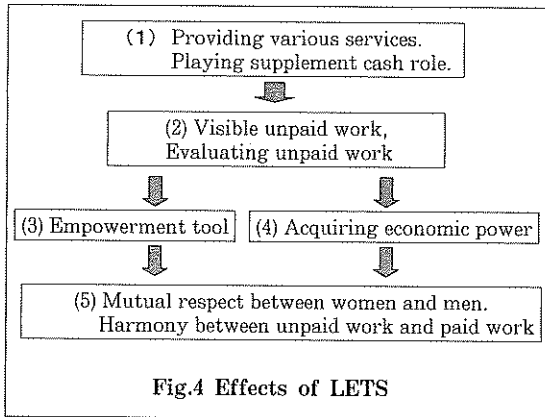 (1) Providing various services.
Playing supplement cash role.
(2) Visible unpaid work,
Evaluating unpaid work
(3) Empowerment tool
(4) Acquiring economic power
(5) Mutual respect between women and men.
Harmony between unpaid work and paid work
Fig.4 Effects of LETS